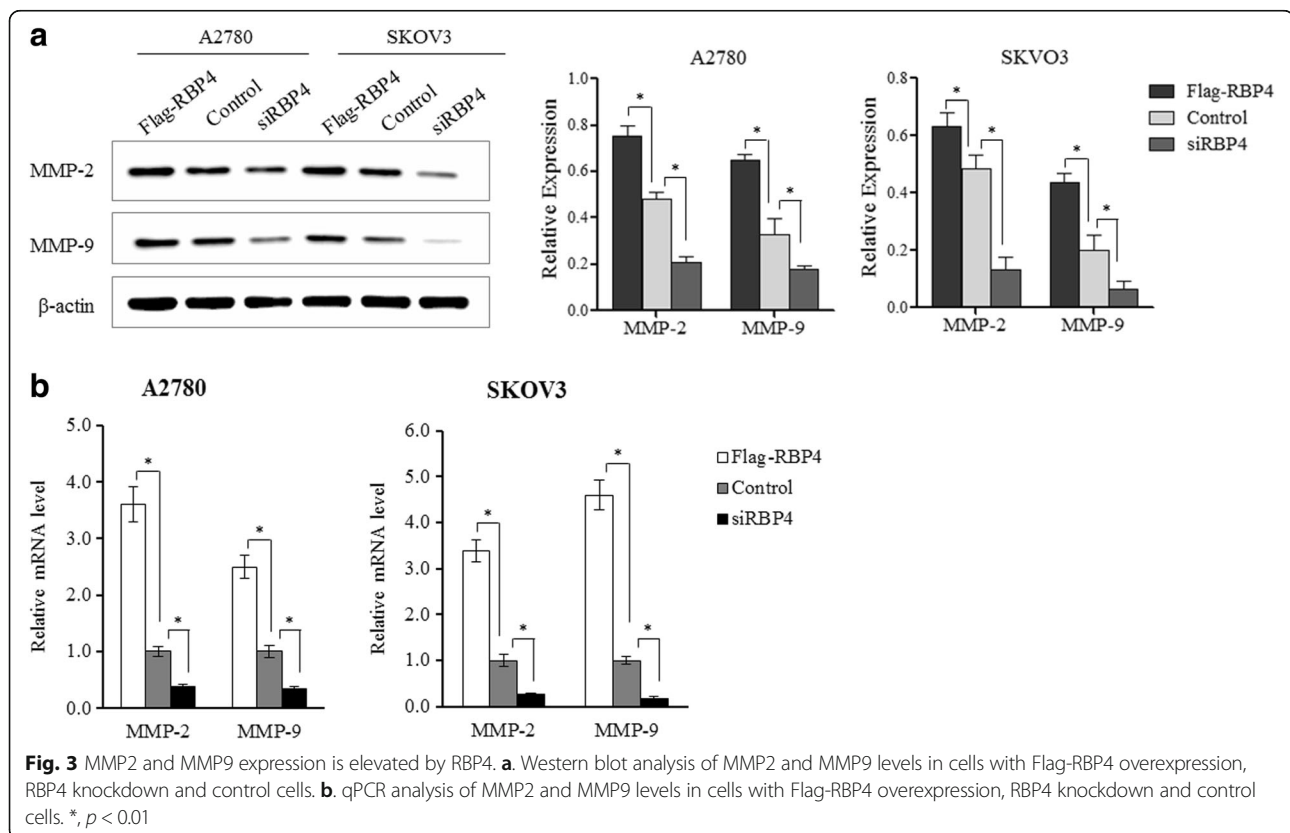 a
A2780 SKOV3
Flag-RBP4 Control siRBP4 Flag-RBP4 Control siRBP4
MMP-2
MMP-9
β-actin
A2780
Relative Expression
1.0
0.8
0.6
0.4
0.2
0.0
* * * *
MMP-2 MMP-9
SKVO3
Relative Expression
0.8
0.6
0.4
0.2
0.0
* * * *
MMP-2 MMP-9
Flag-RBP4
Control
siRBP4
b
A2780
Relative mRNA level
5.0
4.0
3.0
2.0
1.0
0.0
* * * *
MMP-2 MMP-9
SKOV3
Relative mRNA level
6.0
5.0
4.0
3.0
2.0
1.0
0.0
* * * *
MMP-2 MMP-9
Flag-RBP4
Control
siRBP4
Fig. 3 MMP2 and MMP9 expression is elevated by RBP4. a. Western blot analysis of MMP2 and MMP9 levels in cells with Flag-RBP4 overexpression,
RBP4 knockdown and control cells. b. qPCR analysis of MMP2 and MMP9 levels in cells with Flag-RBP4 overexpression, RBP4 knockdown and control
cells. *, p < 0.01